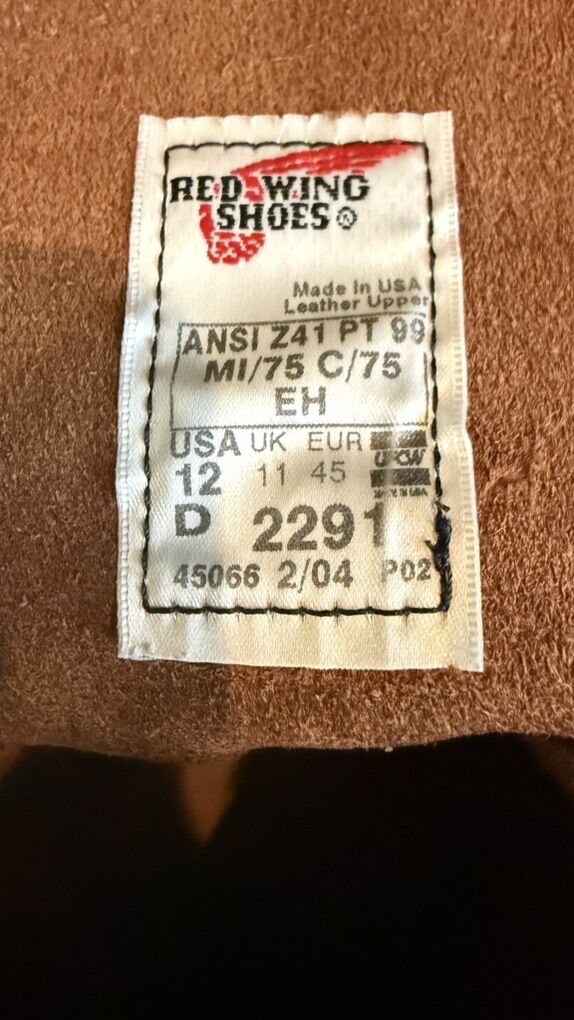 RED WING
SHOES ®
Made in USA
Leather Upper
ANSI Z41 PT 99
MI/75 C/75
EH
USA UK EUR
12 11 45
UFCW
D 2291
45066 2/04 P02